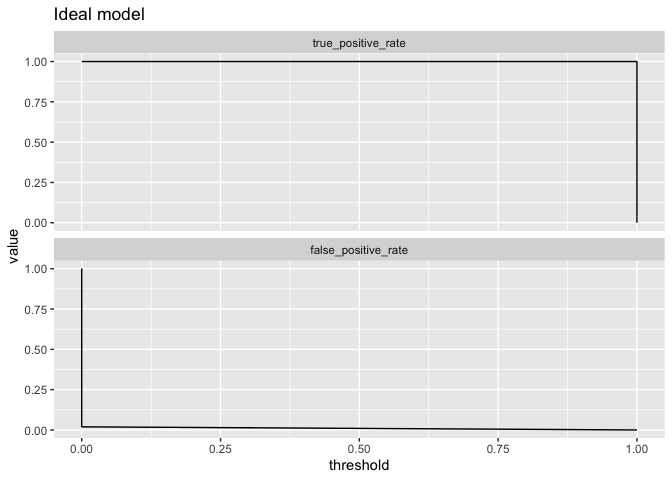 Ideal model
true_positive_rate
1.00
0.75
0.50
0.25
0.00
value
false_positive_rate
1.00
0.75
0.50
0.25
0.00
0.00 0.25 0.50 0.75 1.00
threshold